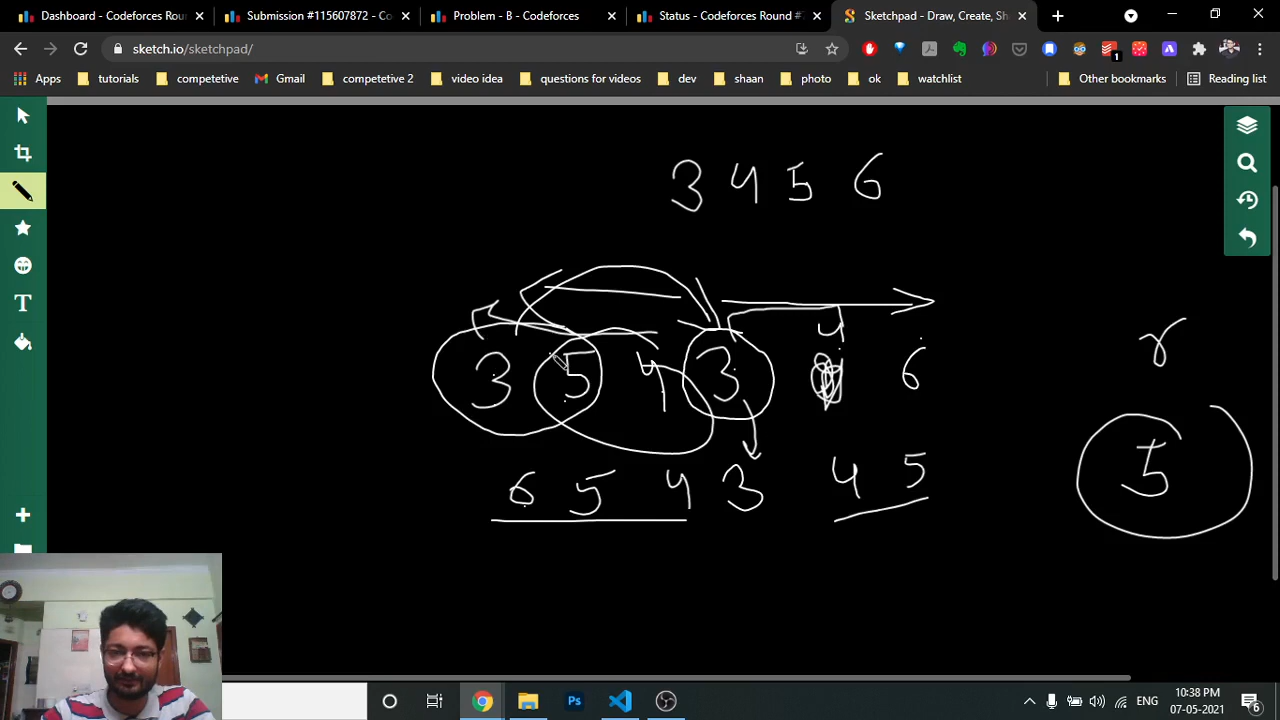 Dashboard - Codeforces Rou
Submission #115607872 - Co
Problem - B - Codeforces
Status - Codeforces Round #
Sketchpad - Draw, Create, Sh
sketch.io/sketchpad/
1
Apps
tutorials
competetive
Gmail
competetive 2
video idea
questions for videos
dev
shaan
photo
ok
watchlist
Other bookmarks
Reading list
3 4 5 6
4
3 5 4 3 6
r
6 5 4 3 4 5
5
T
Ps
ENG
10:38 PM
07-05-2021
6